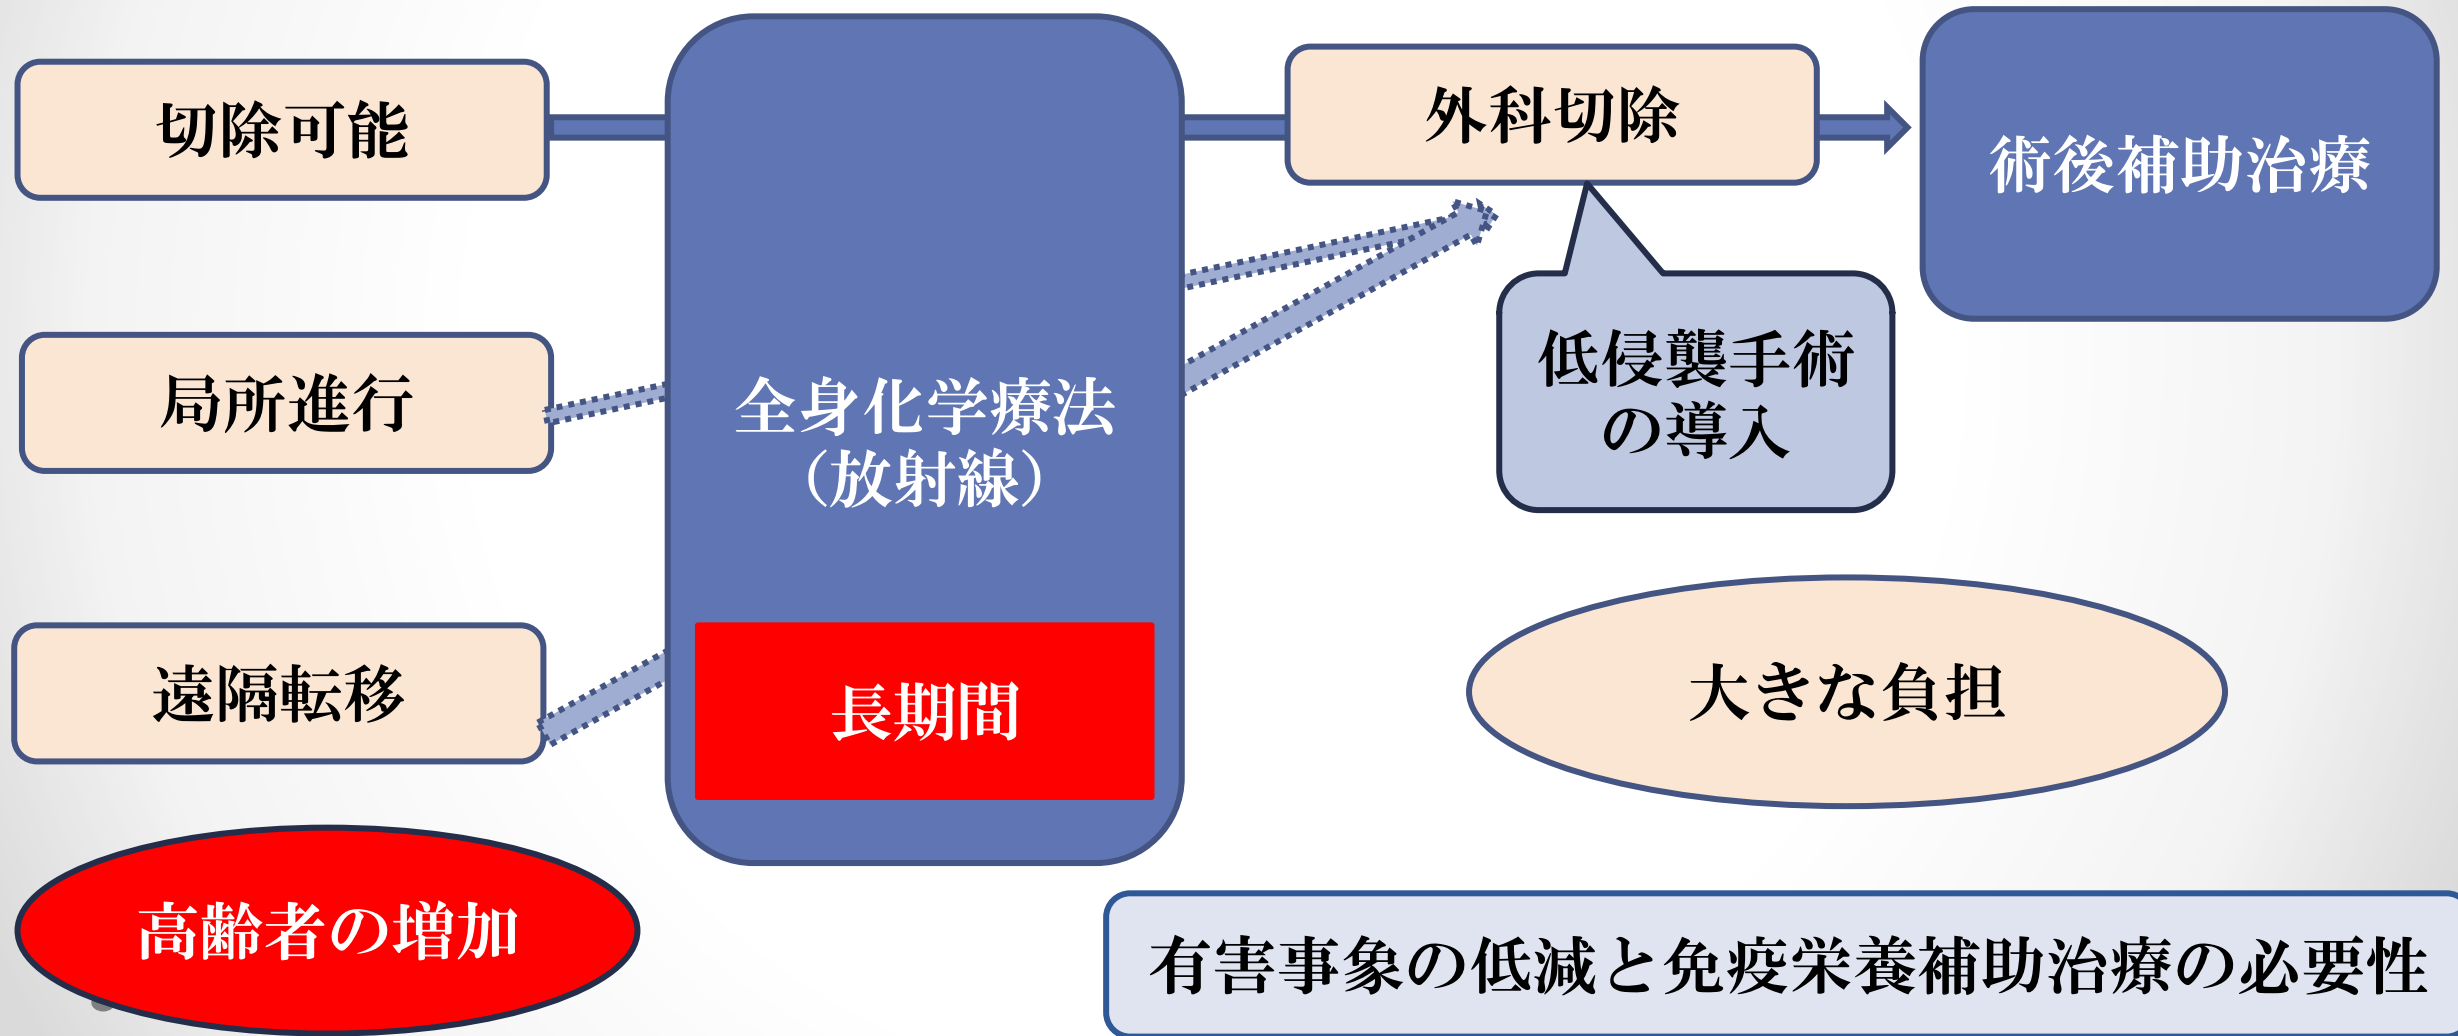 切除可能
外科切除
術後補助治療
局所進行
全身化学療法
（放射線）
低侵襲手術
の導入
遠隔転移
長期間
大きな負担
高齢者の増加
有害事象の低減と免疫栄養補助治療の必要性